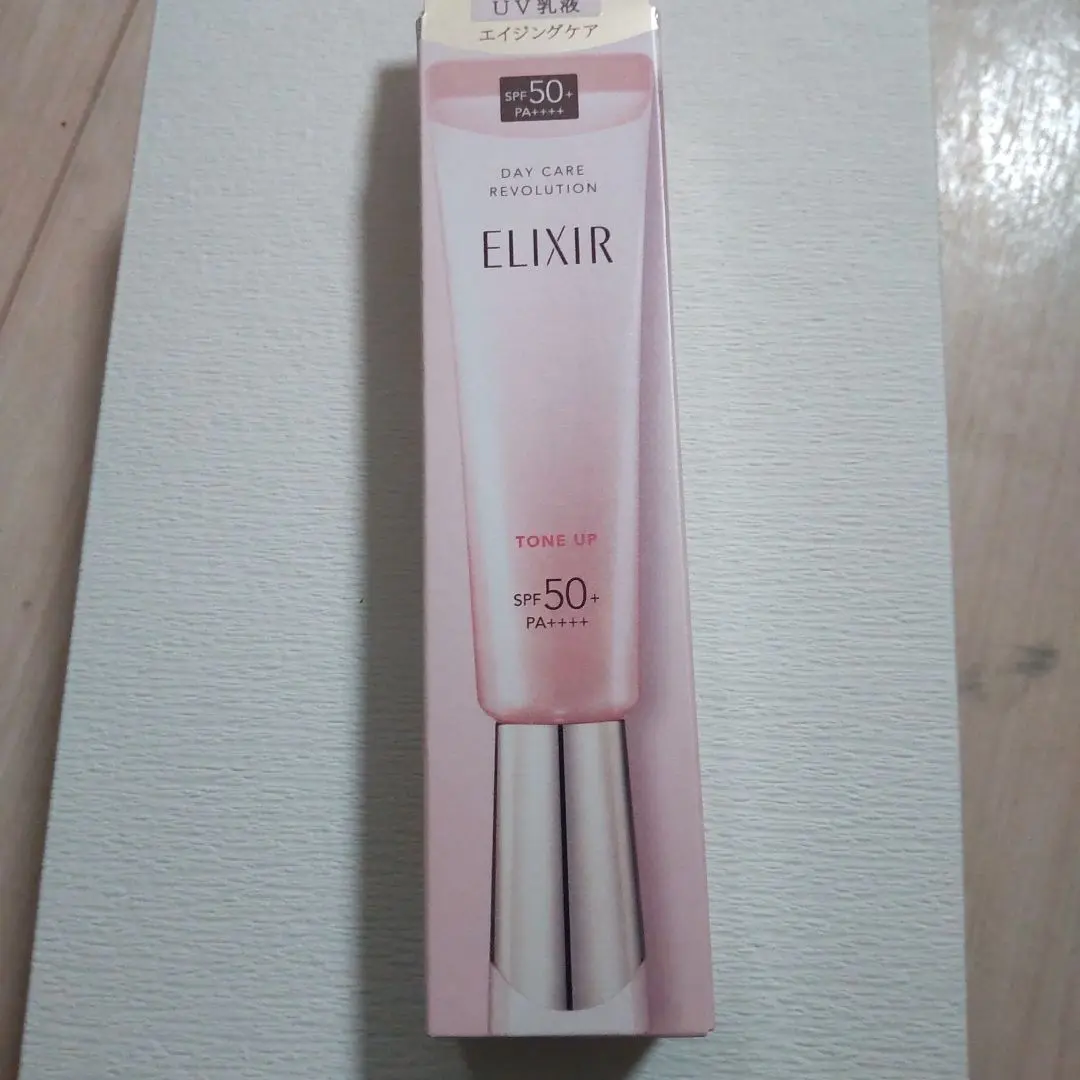 UV乳液
エイジングケア
SPF50+
PA++++
DAY CARE
REVOLUTION
ELIXIR
TONE UP
SPF50+
PA++++